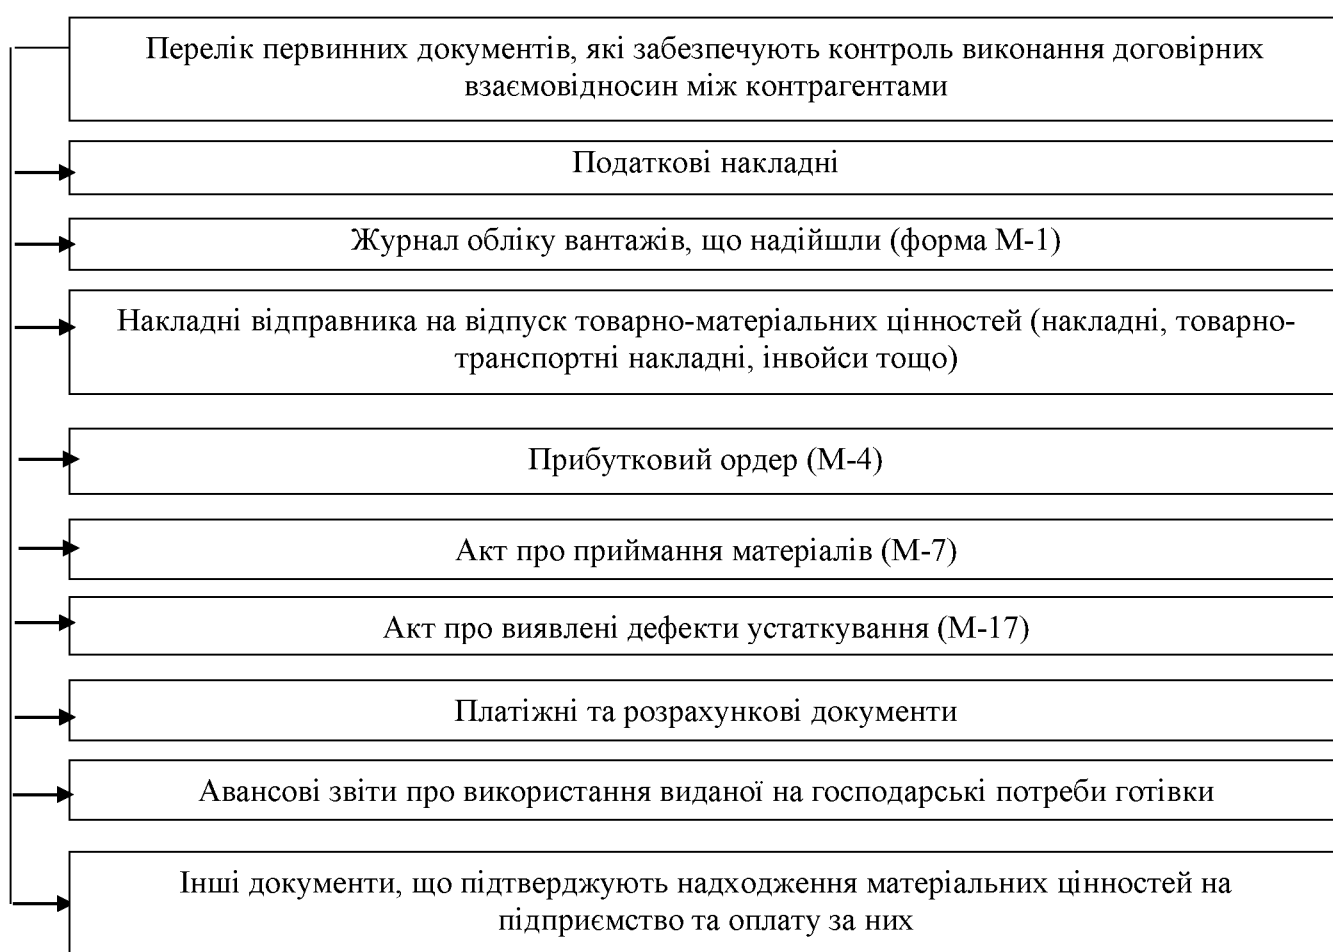 Перелік первинних документів, які забезпечують контроль виконання договірних
взаємовідносин між контрагентами
Податкові накладні
Журнал обліку вантажів, що надійшли (форма М-1)
Накладні відправника на відпуск товарно-матеріальних цінностей (накладні, товарно-
транспортні накладні, інвойси тощо)
Прибутковий ордер (М-4)
Акт про приймання матеріалів (М-7)
Акт про виявлені дефекти устаткування (М-17)
Платіжні та розрахункові документи
Авансові звіти про використання виданої на господарські потреби готівки
Інші документи, що підтверджують надходження матеріальних цінностей на
підприємство та оплату за них